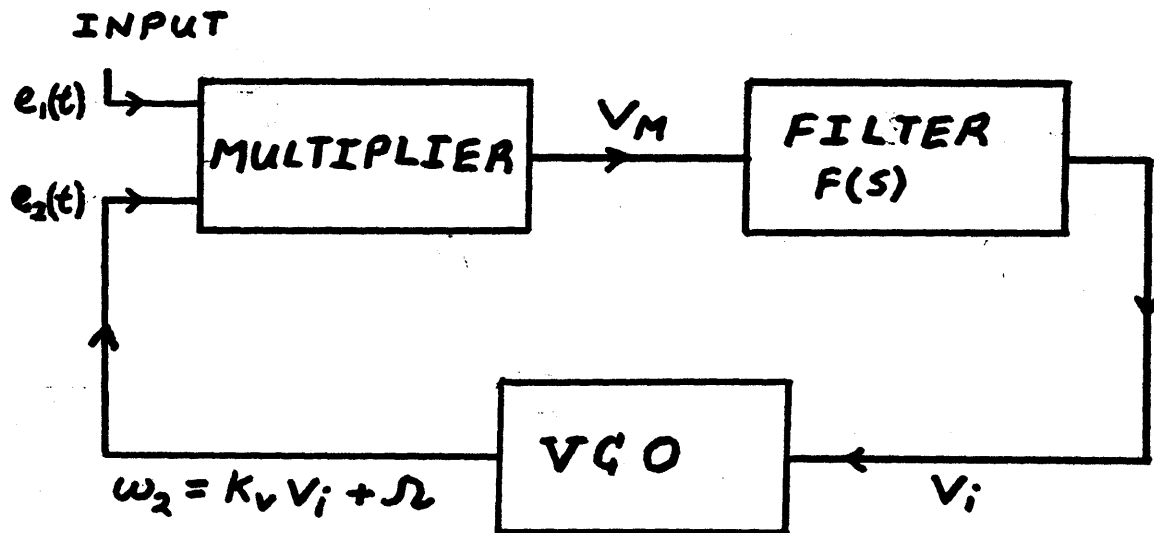 INPUT
e₁(t)
MULTIPLIER
V_M
FILTER
F(S)
e₂(t)
ω₂ = K_V V_i + Ω
VCO
V_i